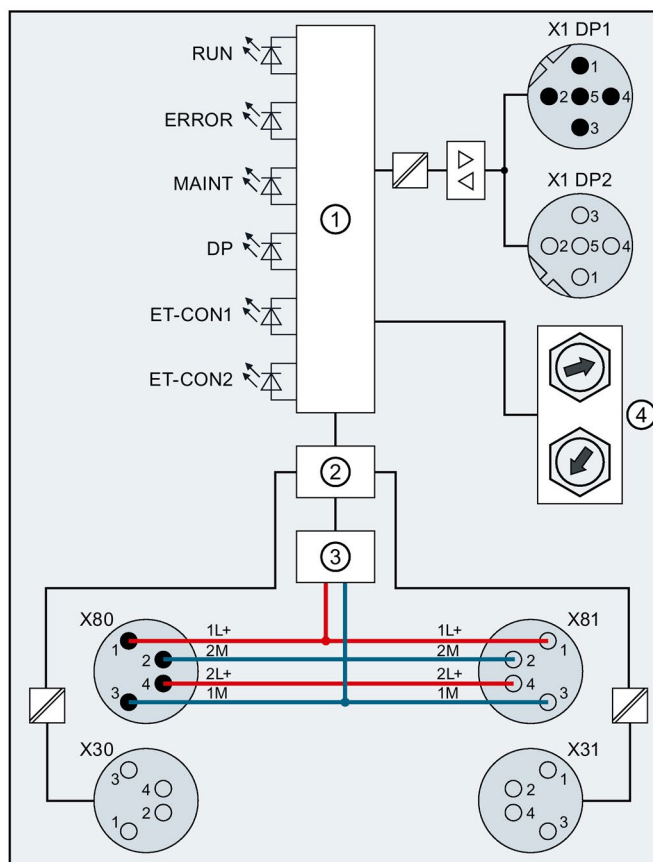 RUN
ERROR
MAINT
DP
ET-CON1
ET-CON2
1
X1 DP1
1
2 5 4
3
X1 DP2
3
2 5 4
1
4
2
3
X80
1
2
4
3
1L+
2M
2L+
1M
1L+
2M
2L+
1M
X81
1
2
4
3
X30
3
4
2
1
X31
1
2
4
3